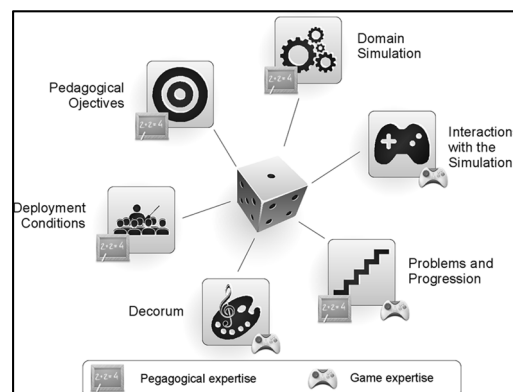 Domain
Simulation
Pedagogical
Ojectives
Interaction
with the
Simulation
Deployment
Conditions
Problems and
Progression
Decorum
Pegagogical expertise
Game expertise